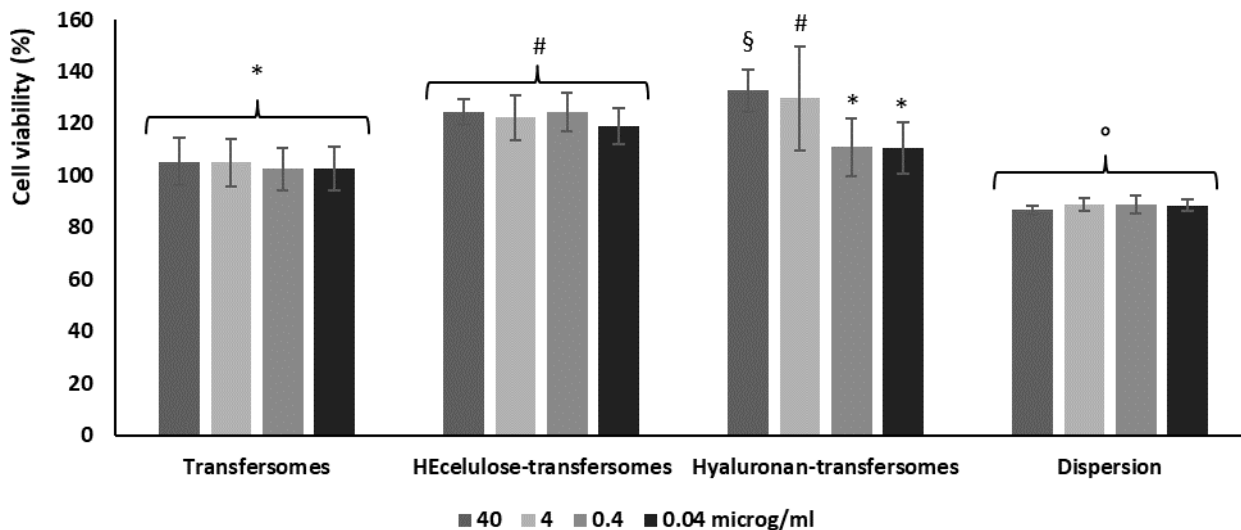 Cell viability (%)
160
140
120
100
80
60
40
20
0
*
#
§
#
*
*
°
Transfersomes
HEcelulose-transfersomes
Hyaluronan-transfersomes
Dispersion
40 4 0.4 0.04 microg/ml